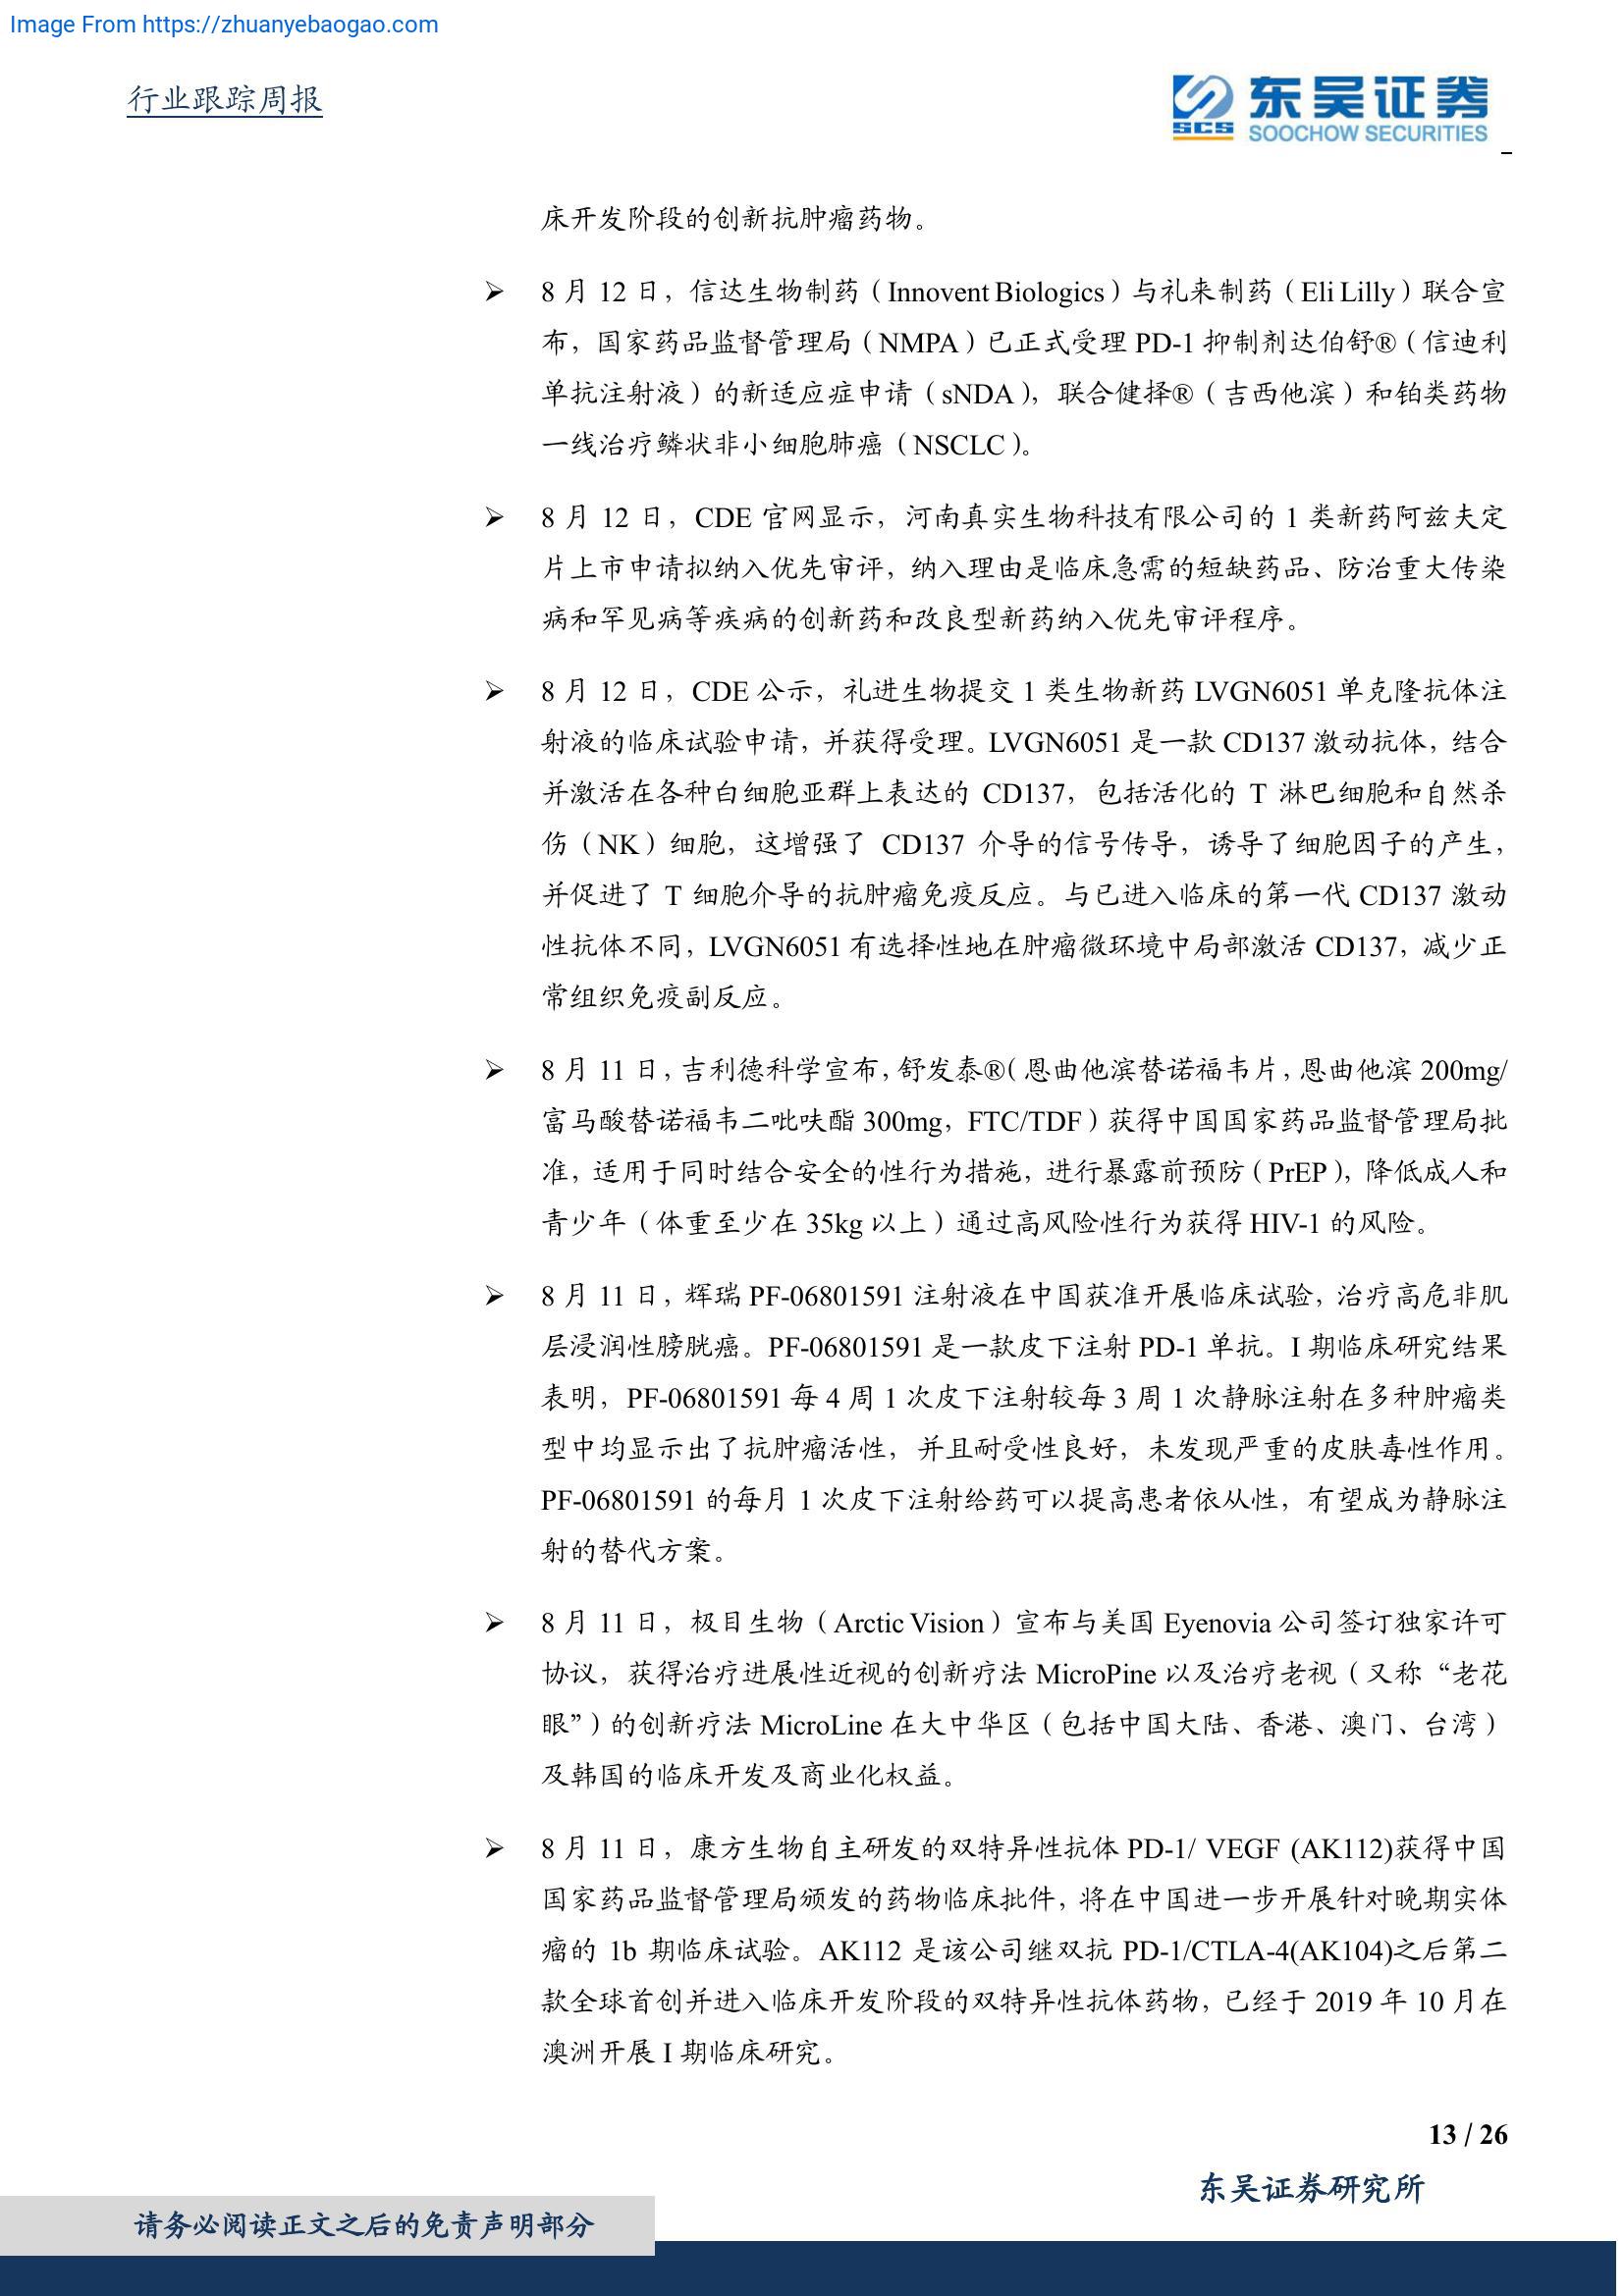 Image From https://zhuanyebaogao.com
行业跟踪周报
SCS 东吴证券
SOOCHOW SECURITIES
床开发阶段的创新抗肿瘤药物。
➢ 8 月 12 日，信达生物制药（Innovent Biologics）与礼来制药（Eli Lilly）联合宣
布，国家药品监督管理局（NMPA）已正式受理 PD-1 抑制剂达伯舒®（信迪利
单抗注射液）的新适应症申请（sNDA），联合健择®（吉西他滨）和铂类药物
一线治疗鳞状非小细胞肺癌（NSCLC）。
➢ 8 月 12 日，CDE 官网显示，河南真实生物科技有限公司的 1 类新药阿兹夫定
片上市申请拟纳入优先审评，纳入理由是临床急需的短缺药品、防治重大传染
病和罕见病等疾病的创新药和改良型新药纳入优先审评程序。
➢ 8 月 12 日，CDE 公示，礼进生物提交 1 类生物新药 LVGN6051 单克隆抗体注
射液的临床试验申请，并获得受理。LVGN6051 是一款 CD137 激动抗体，结合
并激活在各种白细胞亚群上表达的 CD137，包括活化的 T 淋巴细胞和自然杀
伤（NK）细胞，这增强了 CD137 介导的信号传导，诱导了细胞因子的产生，
并促进了 T 细胞介导的抗肿瘤免疫反应。与已进入临床的第一代 CD137 激动
性抗体不同，LVGN6051 有选择性地在肿瘤微环境中局部激活 CD137，减少正
常组织免疫副反应。
➢ 8 月 11 日，吉利德科学宣布，舒发泰®（恩曲他滨替诺福韦片，恩曲他滨 200mg/
富马酸替诺福韦二吡呋酯 300mg，FTC/TDF）获得中国国家药品监督管理局批
准，适用于同时结合安全的性行为措施，进行暴露前预防（PrEP），降低成人和
青少年（体重至少在 35kg 以上）通过高风险性行为获得 HIV-1 的风险。
➢ 8 月 11 日，辉瑞 PF-06801591 注射液在中国获准开展临床试验，治疗高危非肌
层浸润性膀胱癌。PF-06801591 是一款皮下注射 PD-1 单抗。I 期临床研究结果
表明，PF-06801591 每 4 周 1 次皮下注射较每 3 周 1 次静脉注射在多种肿瘤类
型中均显示出了抗肿瘤活性，并且耐受性良好，未发现严重的皮肤毒性作用。
PF-06801591 的每月 1 次皮下注射给药可以提高患者依从性，有望成为静脉注
射的替代方案。
➢ 8 月 11 日，极目生物（Arctic Vision）宣布与美国 Eyenovia 公司签订独家许可
协议，获得治疗进展性近视的创新疗法 MicroPine 以及治疗老视（又称“老花
眼”）的创新疗法 MicroLine 在大中华区（包括中国大陆、香港、澳门、台湾）
及韩国的临床开发及商业化权益。
➢ 8 月 11 日，康方生物自主研发的双特异性抗体 PD-1/ VEGF (AK112)获得中国
国家药品监督管理局颁发的药物临床批件，将在中国进一步开展针对晚期实体
瘤的 1b 期临床试验。AK112 是该公司继双抗 PD-1/CTLA-4(AK104)之后第二
款全球首创并进入临床开发阶段的双特异性抗体药物，已经于 2019 年 10 月在
澳洲开展 I 期临床研究。
13 / 26
东吴证券研究所
请务必阅读正文之后的免责声明部分